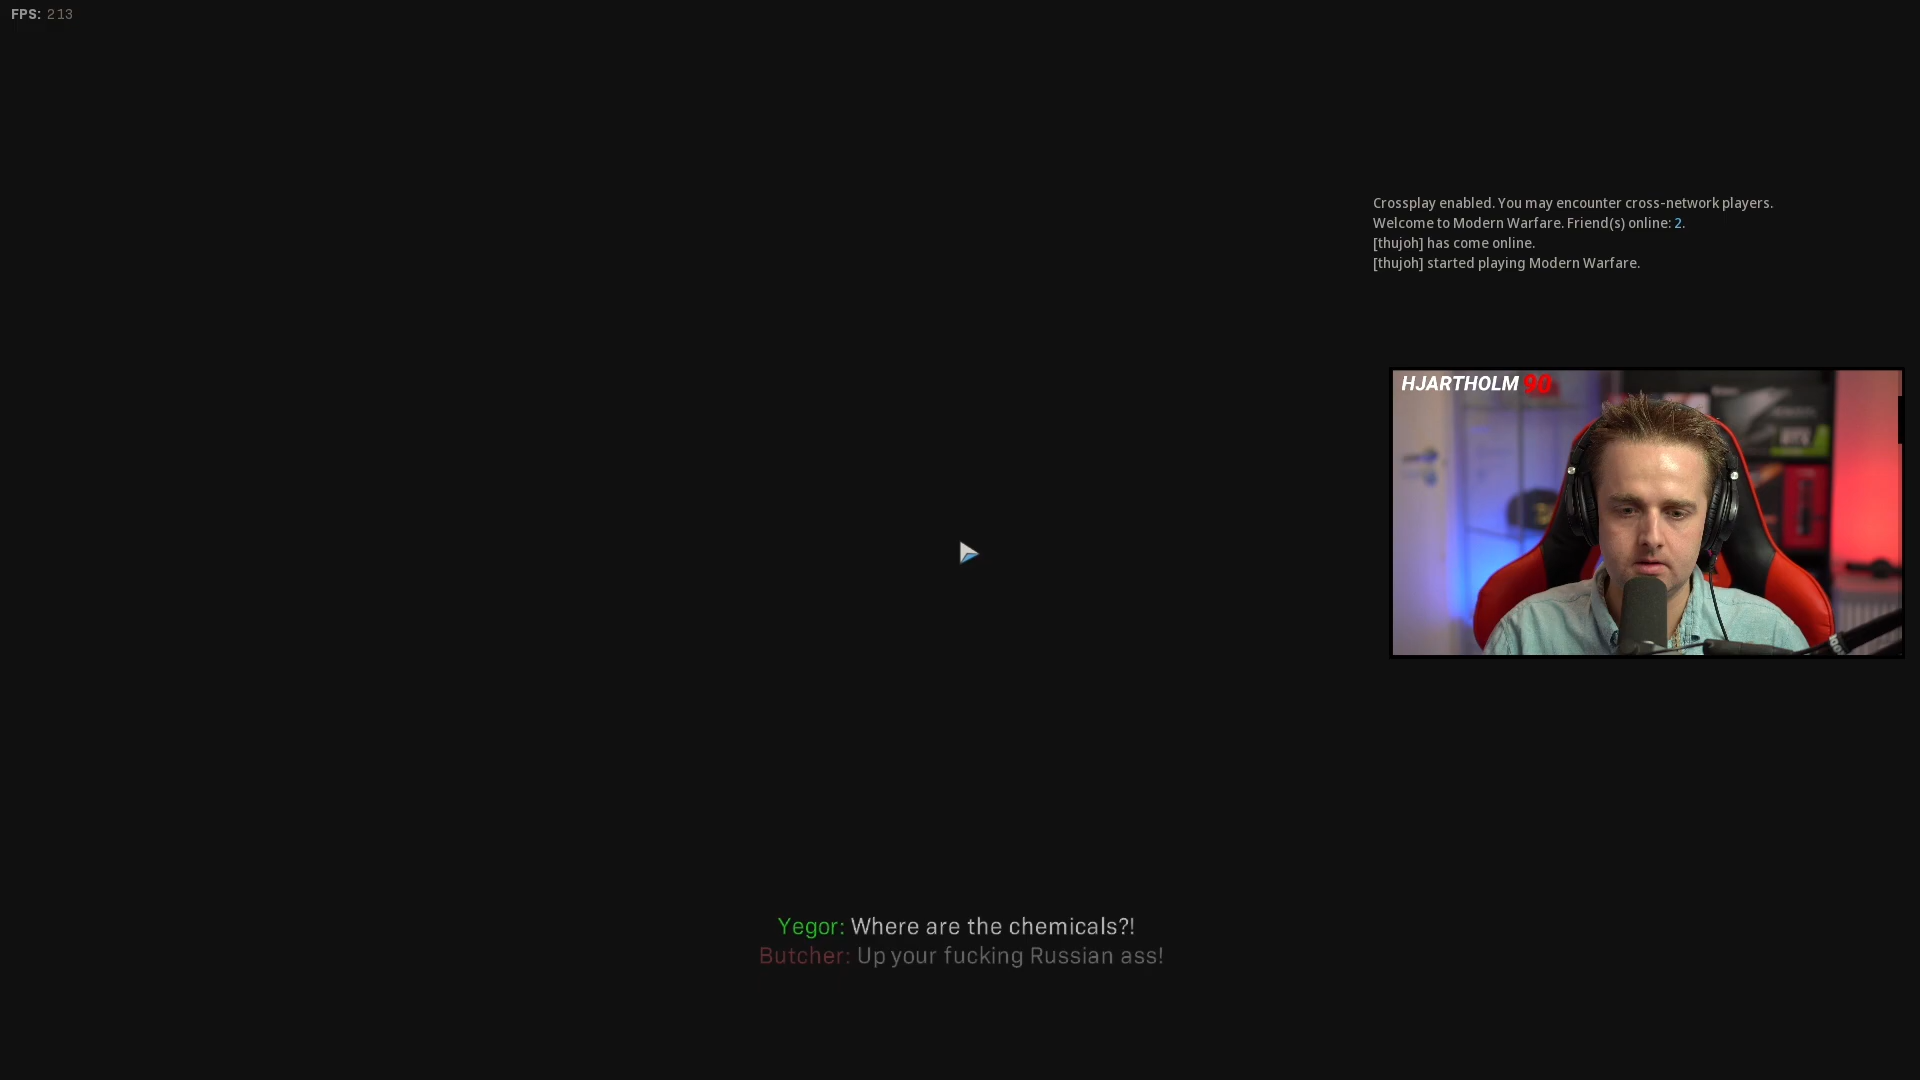 FPS: 213
Crossplay enabled. You may encounter cross-network players.
Welcome to Modern Warfare. Friend(s) online: 2.
[thujoh] has come online.
[thujoh] started playing Modern Warfare.
HJARTHOLM 90
Yegor: Where are the chemicals?!
Butcher: Up your fucking Russian ass!